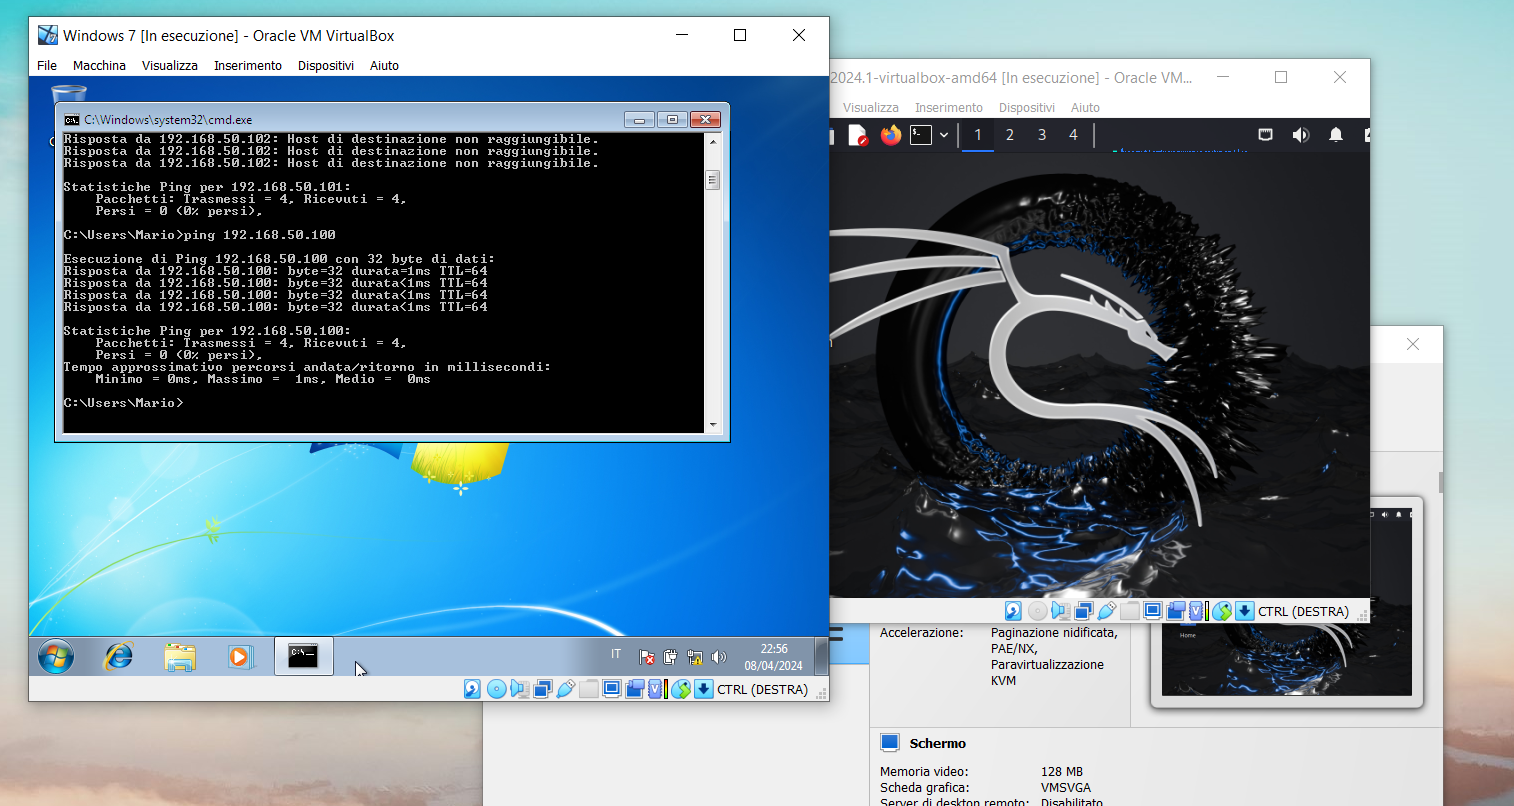 Windows 7 [In esecuzione] - Oracle VM VirtualBox
File Macchina Visualizza Inserimento Dispositivi Aiuto
C:\Windows\system32\cmd.exe
Risposta da 192.168.50.102: Host di destinazione non raggiungibile.
Risposta da 192.168.50.102: Host di destinazione non raggiungibile.
Risposta da 192.168.50.102: Host di destinazione non raggiungibile.
Statistiche Ping per 192.168.50.101:
Pacchetti: Trasmessi = 4, Ricevuti = 4,
Persi = 0 (0% persi),
C:\Users\Mario>ping 192.168.50.100
Esecuzione di Ping 192.168.50.100 con 32 byte di dati:
Risposta da 192.168.50.100: byte=32 durata=1ms TTL=64
Risposta da 192.168.50.100: byte=32 durata<1ms TTL=64
Risposta da 192.168.50.100: byte=32 durata<1ms TTL=64
Risposta da 192.168.50.100: byte=32 durata<1ms TTL=64
Statistiche Ping per 192.168.50.100:
Pacchetti: Trasmessi = 4, Ricevuti = 4,
Persi = 0 (0% persi),
Tempo approssimativo percorsi andata/ritorno in millisecondi:
Minimo = 0ms, Massimo = 1ms, Medio = 0ms
C:\Users\Mario>
IT
22:56
08/04/2024
CTRL (DESTRA)
2024.1-virtualbox-amd64 [In esecuzione] - Oracle VM...
Visualizza Inserimento Dispositivi Aiuto
1 2 3 4
CTRL (DESTRA)
Accelerazione: Paginazione nidificata,
PAE/NX,
Paravirtualizzazione
KVM
Home
Schermo
Memoria video: 128 MB
Scheda grafica: VMSVGA
Server di desktop remoto: Disabilitato